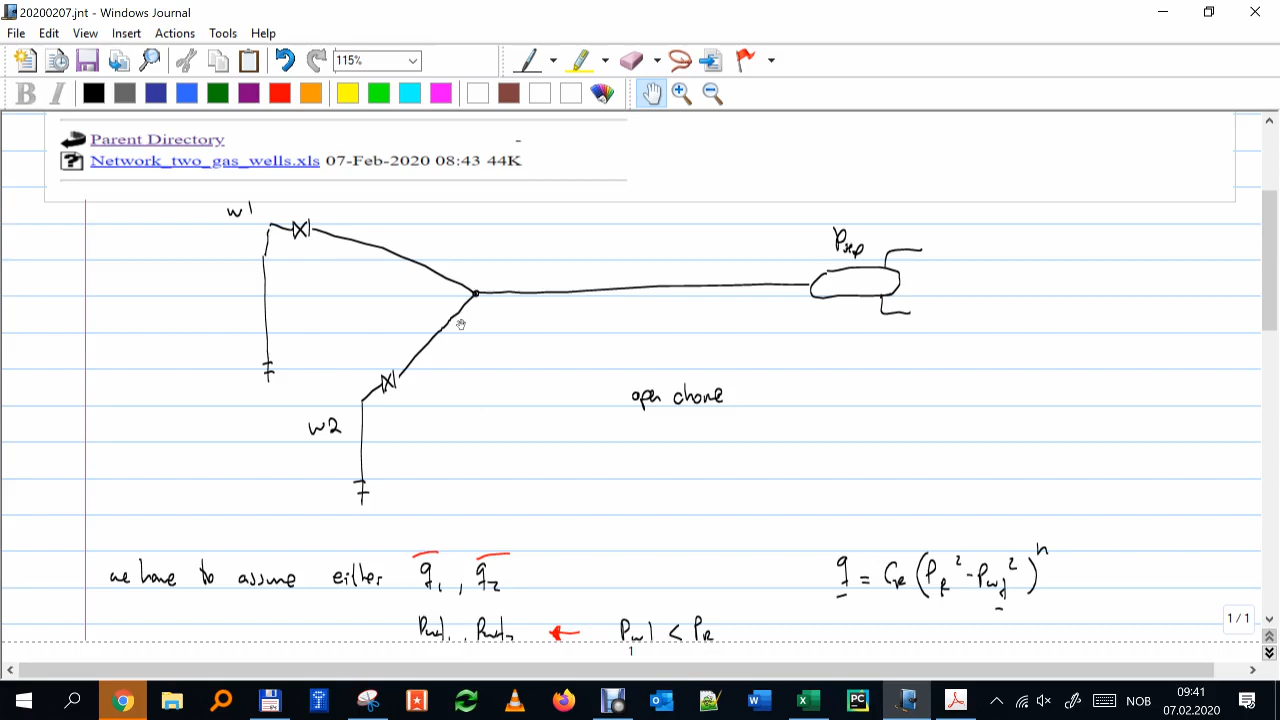 20200207.jnt - Windows Journal
File Edit View Insert Actions Tools Help
115%
B I
Parent Directory -
Network_two_gas_wells.xls 07-Feb-2020 08:43 44K
w1
Psep
open choke
w2
we have to assume either q1, q2
q = CR (PR² - Pwf²)^n
Pwf1, Pwf2 ← Pwf < PR
1 / 1
1
NOB
09:41
07.02.2020